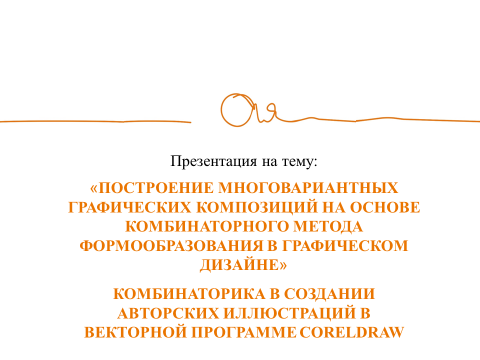 Оля
Презентация на тему:
«ПОСТРОЕНИЕ МНОГОВАРИАНТНЫХ
ГРАФИЧЕСКИХ КОМПОЗИЦИЙ НА ОСНОВЕ
КОМБИНАТОРНОГО МЕТОДА
ФОРМООБРАЗОВАНИЯ В ГРАФИЧЕСКОМ
ДИЗАЙНЕ»
КОМБИНАТОРИКА В СОЗДАНИИ
АВТОРСКИХ ИЛЛЮСТРАЦИЙ В
ВЕКТОРНОЙ ПРОГРАММЕ CORELDRAW